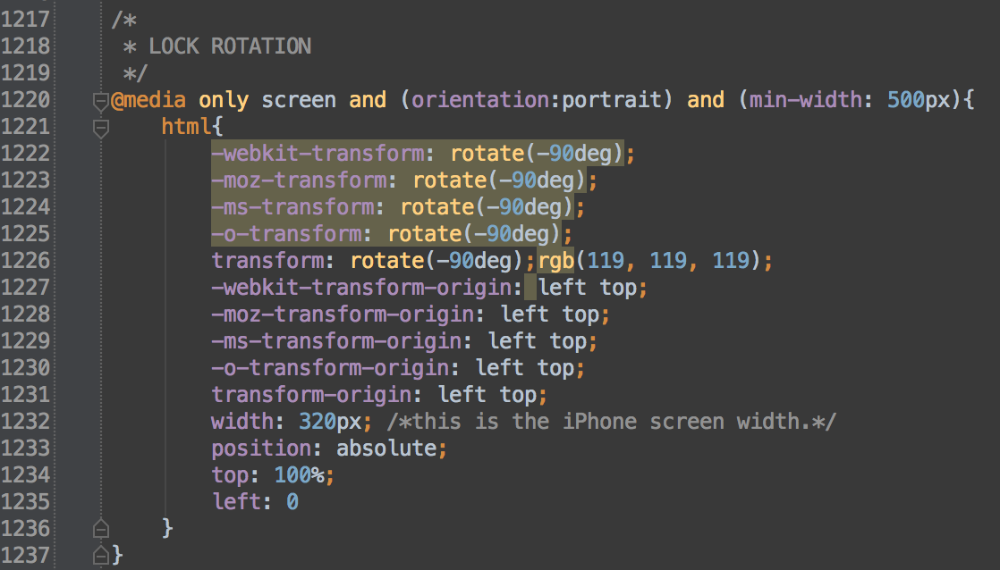 1217 /*
1218  * LOCK ROTATION
1219  */
1220 @media only screen and (orientation:portrait) and (min-width: 500px){
1221     html{
1222         -webkit-transform: rotate(-90deg);
1223         -moz-transform: rotate(-90deg);
1224         -ms-transform: rotate(-90deg);
1225         -o-transform: rotate(-90deg);
1226         transform: rotate(-90deg);rgb(119, 119, 119);
1227         -webkit-transform-origin: left top;
1228         -moz-transform-origin: left top;
1229         -ms-transform-origin: left top;
1230         -o-transform-origin: left top;
1231         transform-origin: left top;
1232         width: 320px; /*this is the iPhone screen width.*/
1233         position: absolute;
1234         top: 100%;
1235         left: 0
1236     }
1237 }